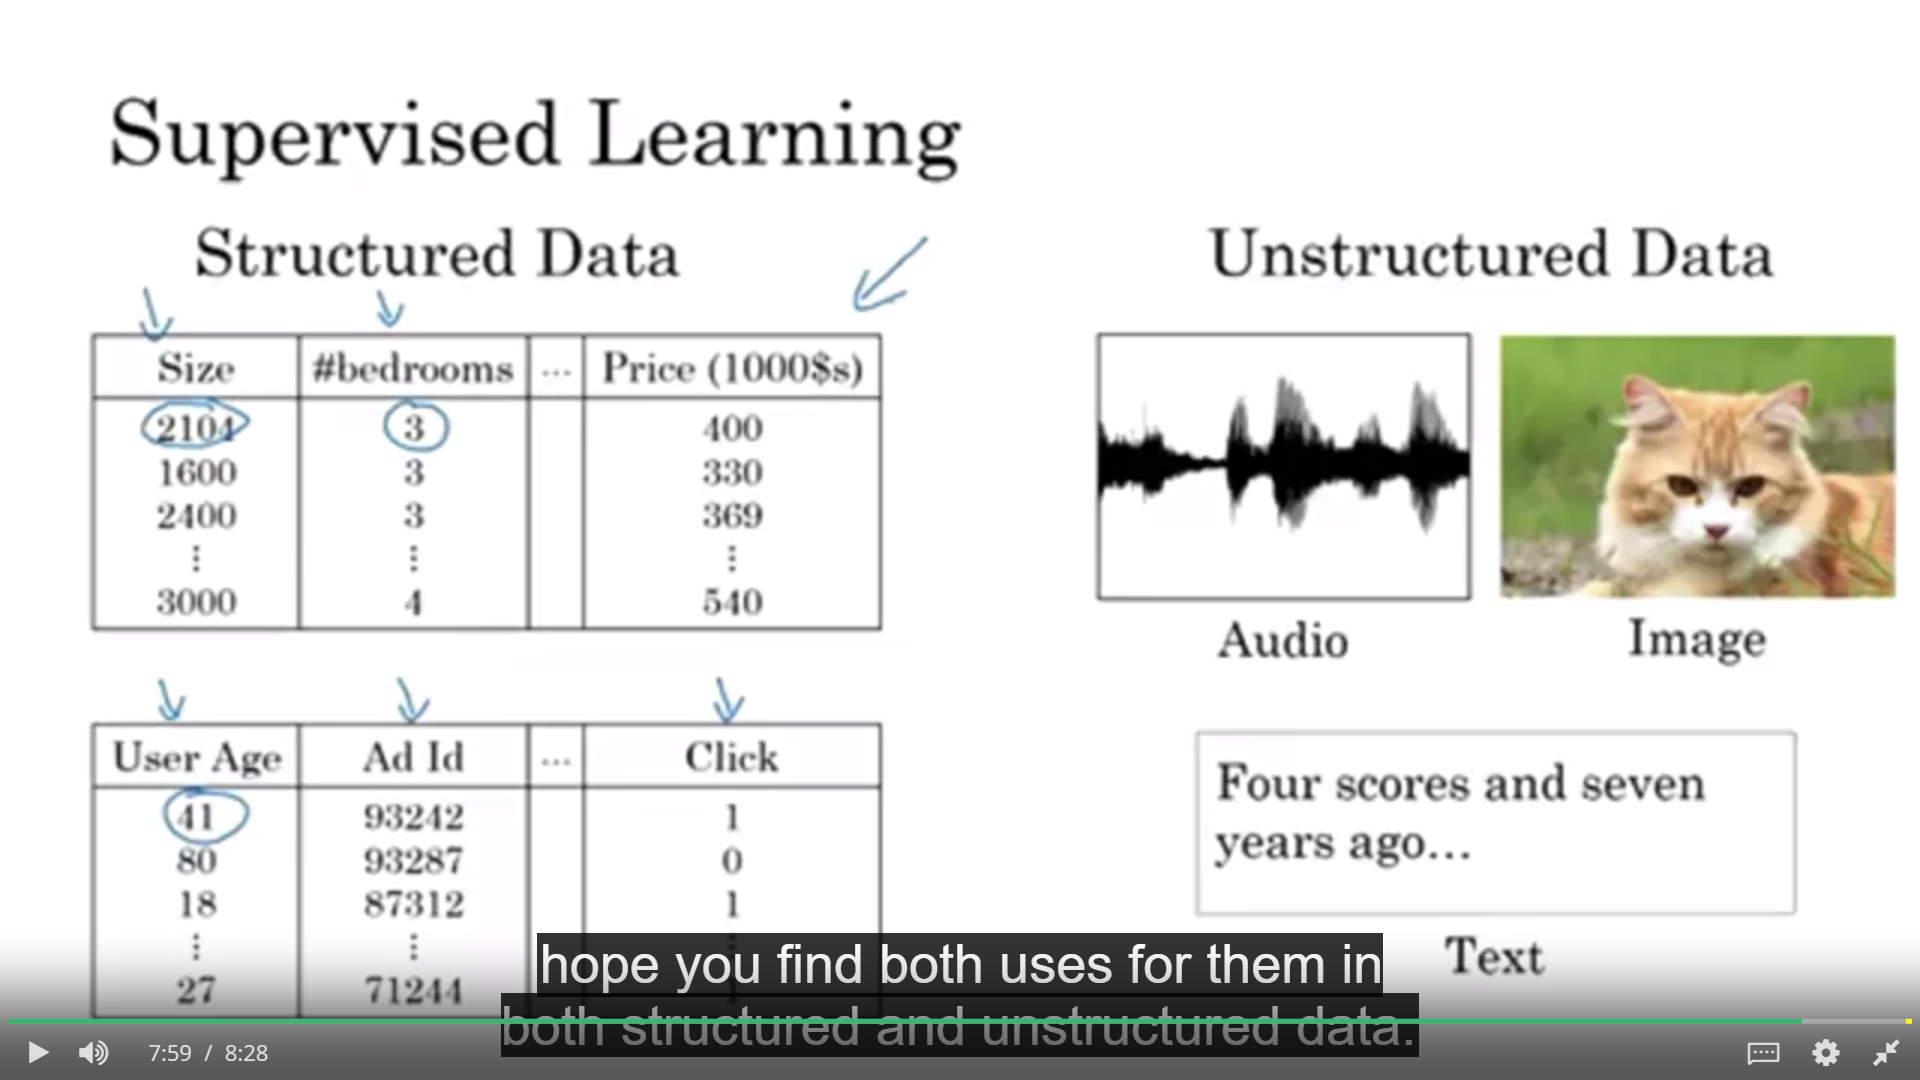 Supervised Learning
Structured Data
Size #bedrooms ... Price (1000$s)
2104 3 400
1600 3 330
2400 3 369
⋮ ⋮ ⋮
3000 4 540
User Age Ad Id ... Click
41 93242 1
80 93287 0
18 87312 1
⋮ ⋮ ⋮
27 71244 1
Unstructured Data
Audio
Image
Four scores and seven
years ago...
Text
hope you find both uses for them in
both structured and unstructured data.
7:59 / 8:28